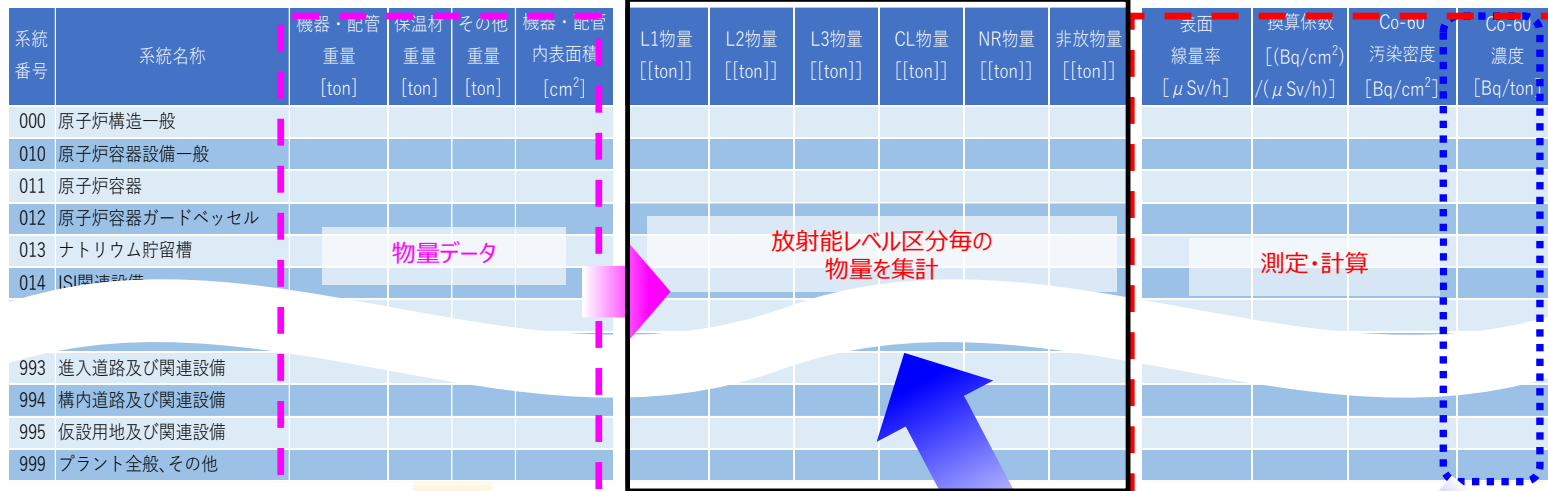 系統番号 系統名称 機器・配管重量[ton] 保温材重量[ton] その他重量[ton] 機器・配管内表面積[cm²] L1物量[[ton]] L2物量[[ton]] L3物量[[ton]] CL物量[[ton]] NR物量[[ton]] 非放物量[[ton]] 表面線量率[μSv/h] 換算係数[(Bq/cm²)/(μSv/h)] Co-60汚染密度[Bq/cm²] Co-60濃度[Bq/ton]
000 原子炉構造一般
010 原子炉容器設備一般
011 原子炉容器
012 原子炉容器ガードベッセル
013 ナトリウム貯留槽
014 ISI関連設備
物量データ
放射能レベル区分毎の
物量を集計
測定・計算
993 進入道路及び関連設備
994 構内道路及び関連設備
995 仮設用地及び関連設備
999 プラント全般、その他